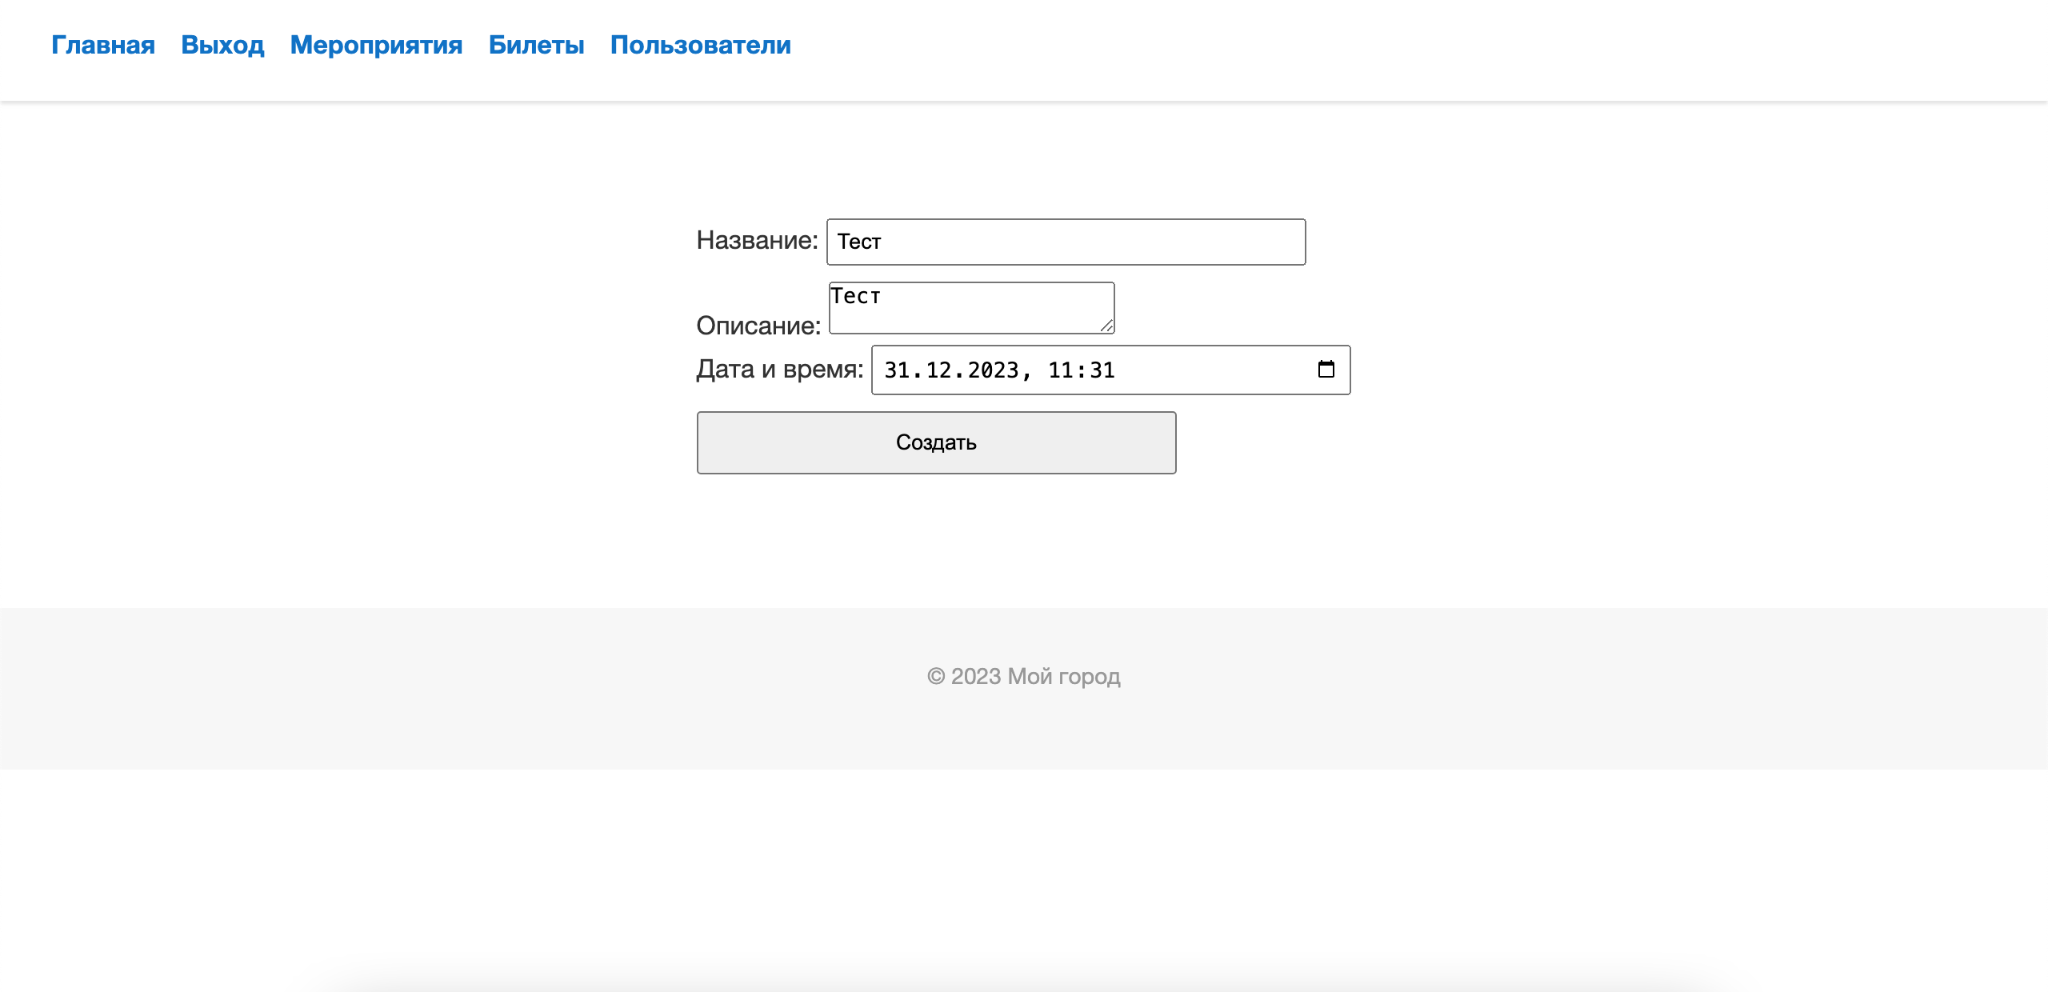 Главная Выход Мероприятия Билеты Пользователи
Название: Тест
Описание: Тест
Дата и время: 31.12.2023, 11:31
Создать
© 2023 Мой город